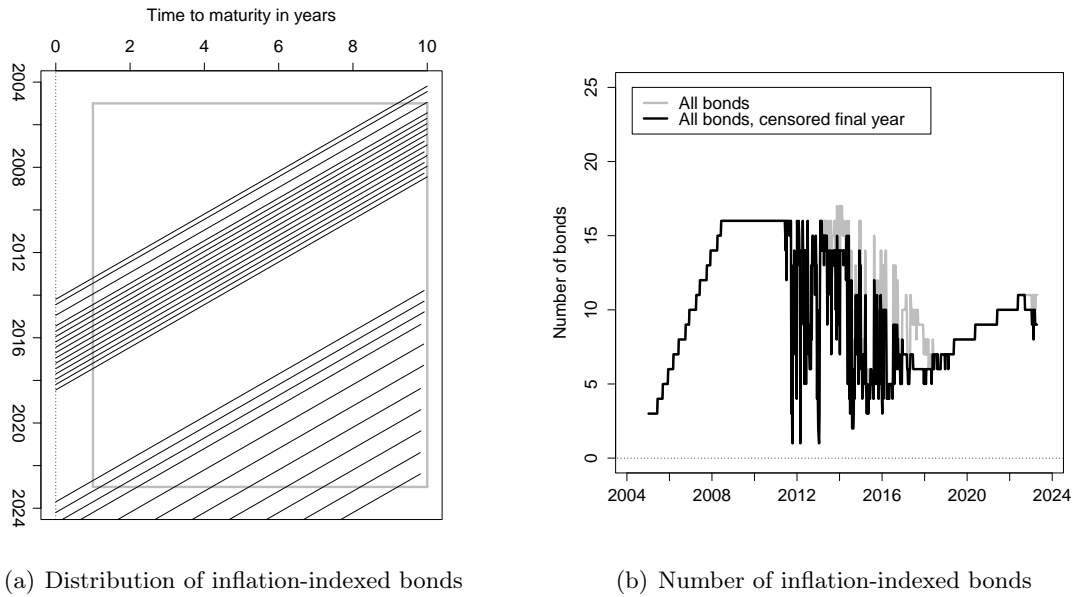 Time to maturity in years
0 2 4 6 8 10
2004
2008
2012
2016
2020
2024
(a) Distribution of inflation-indexed bonds
Number of bonds
25
20
15
10
5
0
All bonds
All bonds, censored final year
2004 2008 2012 2016 2020 2024
(b) Number of inflation-indexed bonds